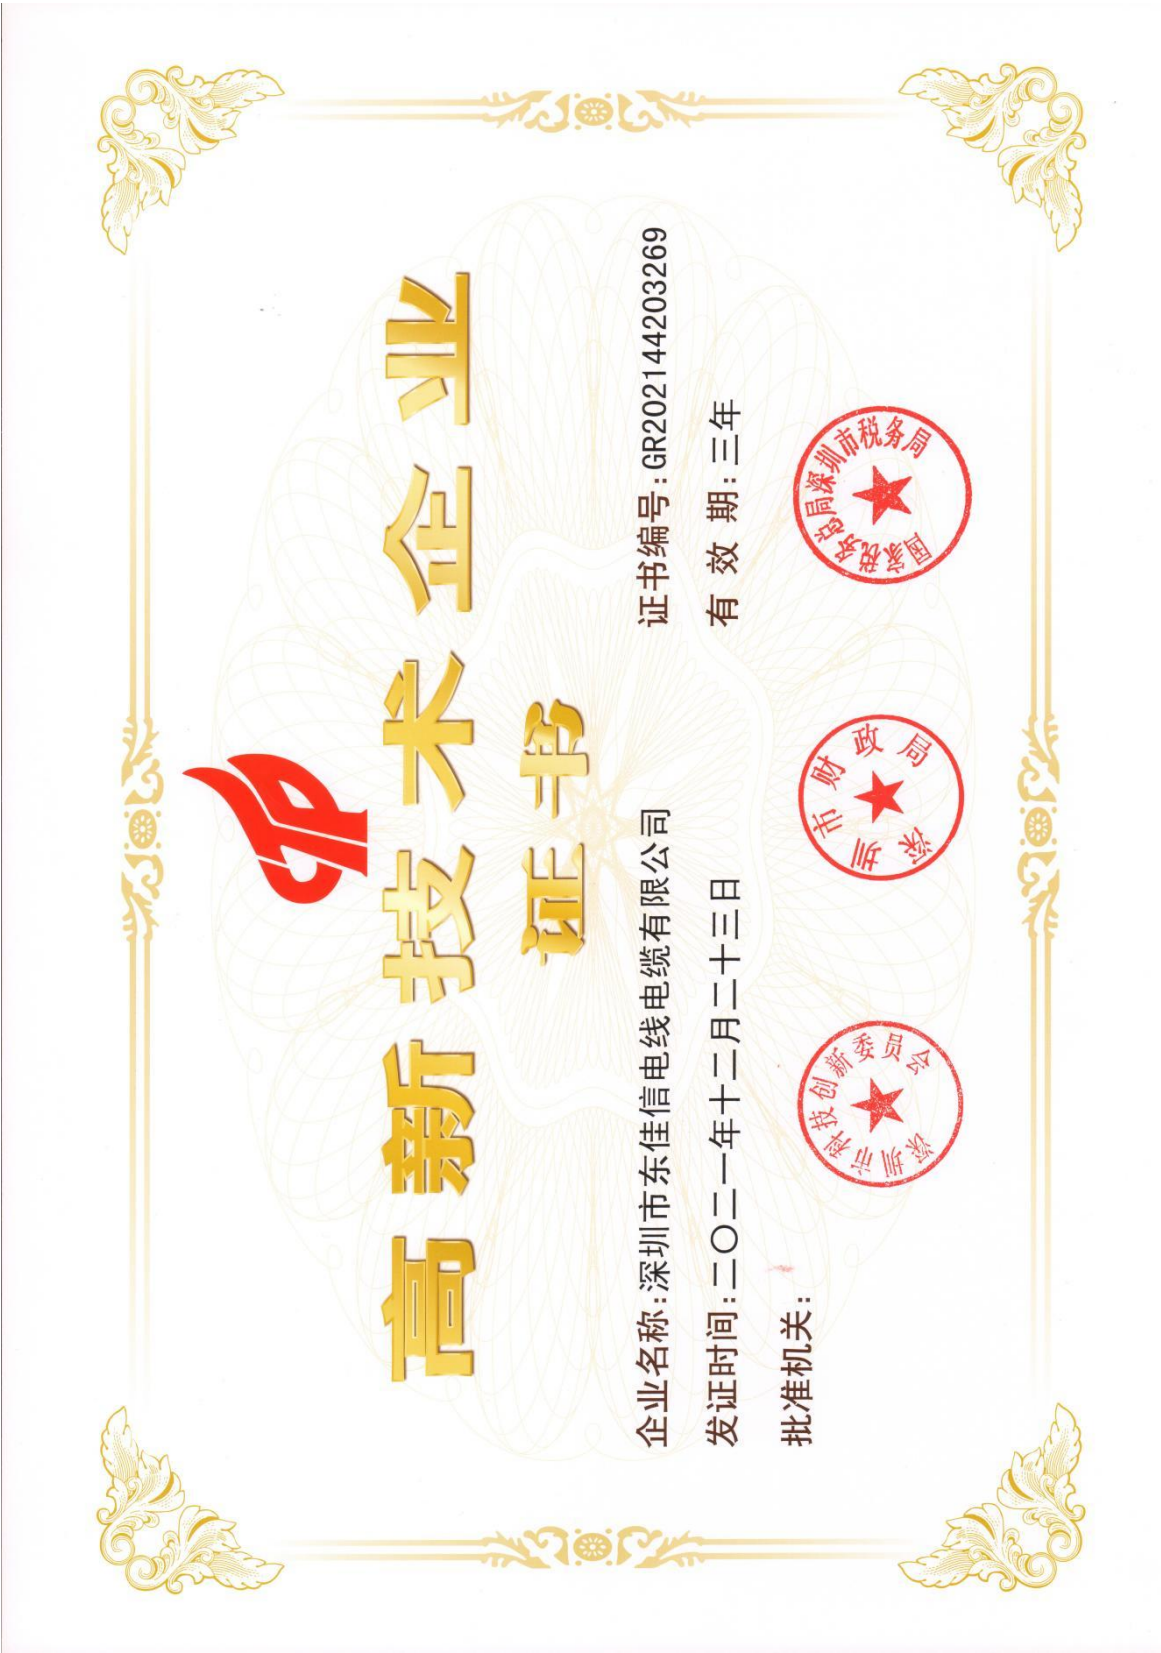 高新技术企业
证书
企业名称:深圳市东佳信电线电缆有限公司
证书编号:GR202144203269
发证时间:二〇二一年十二月二十三日
有效期:三年
批准机关:
深圳市科技创新委员会
深圳市财政局
国家税务总局深圳市税务局